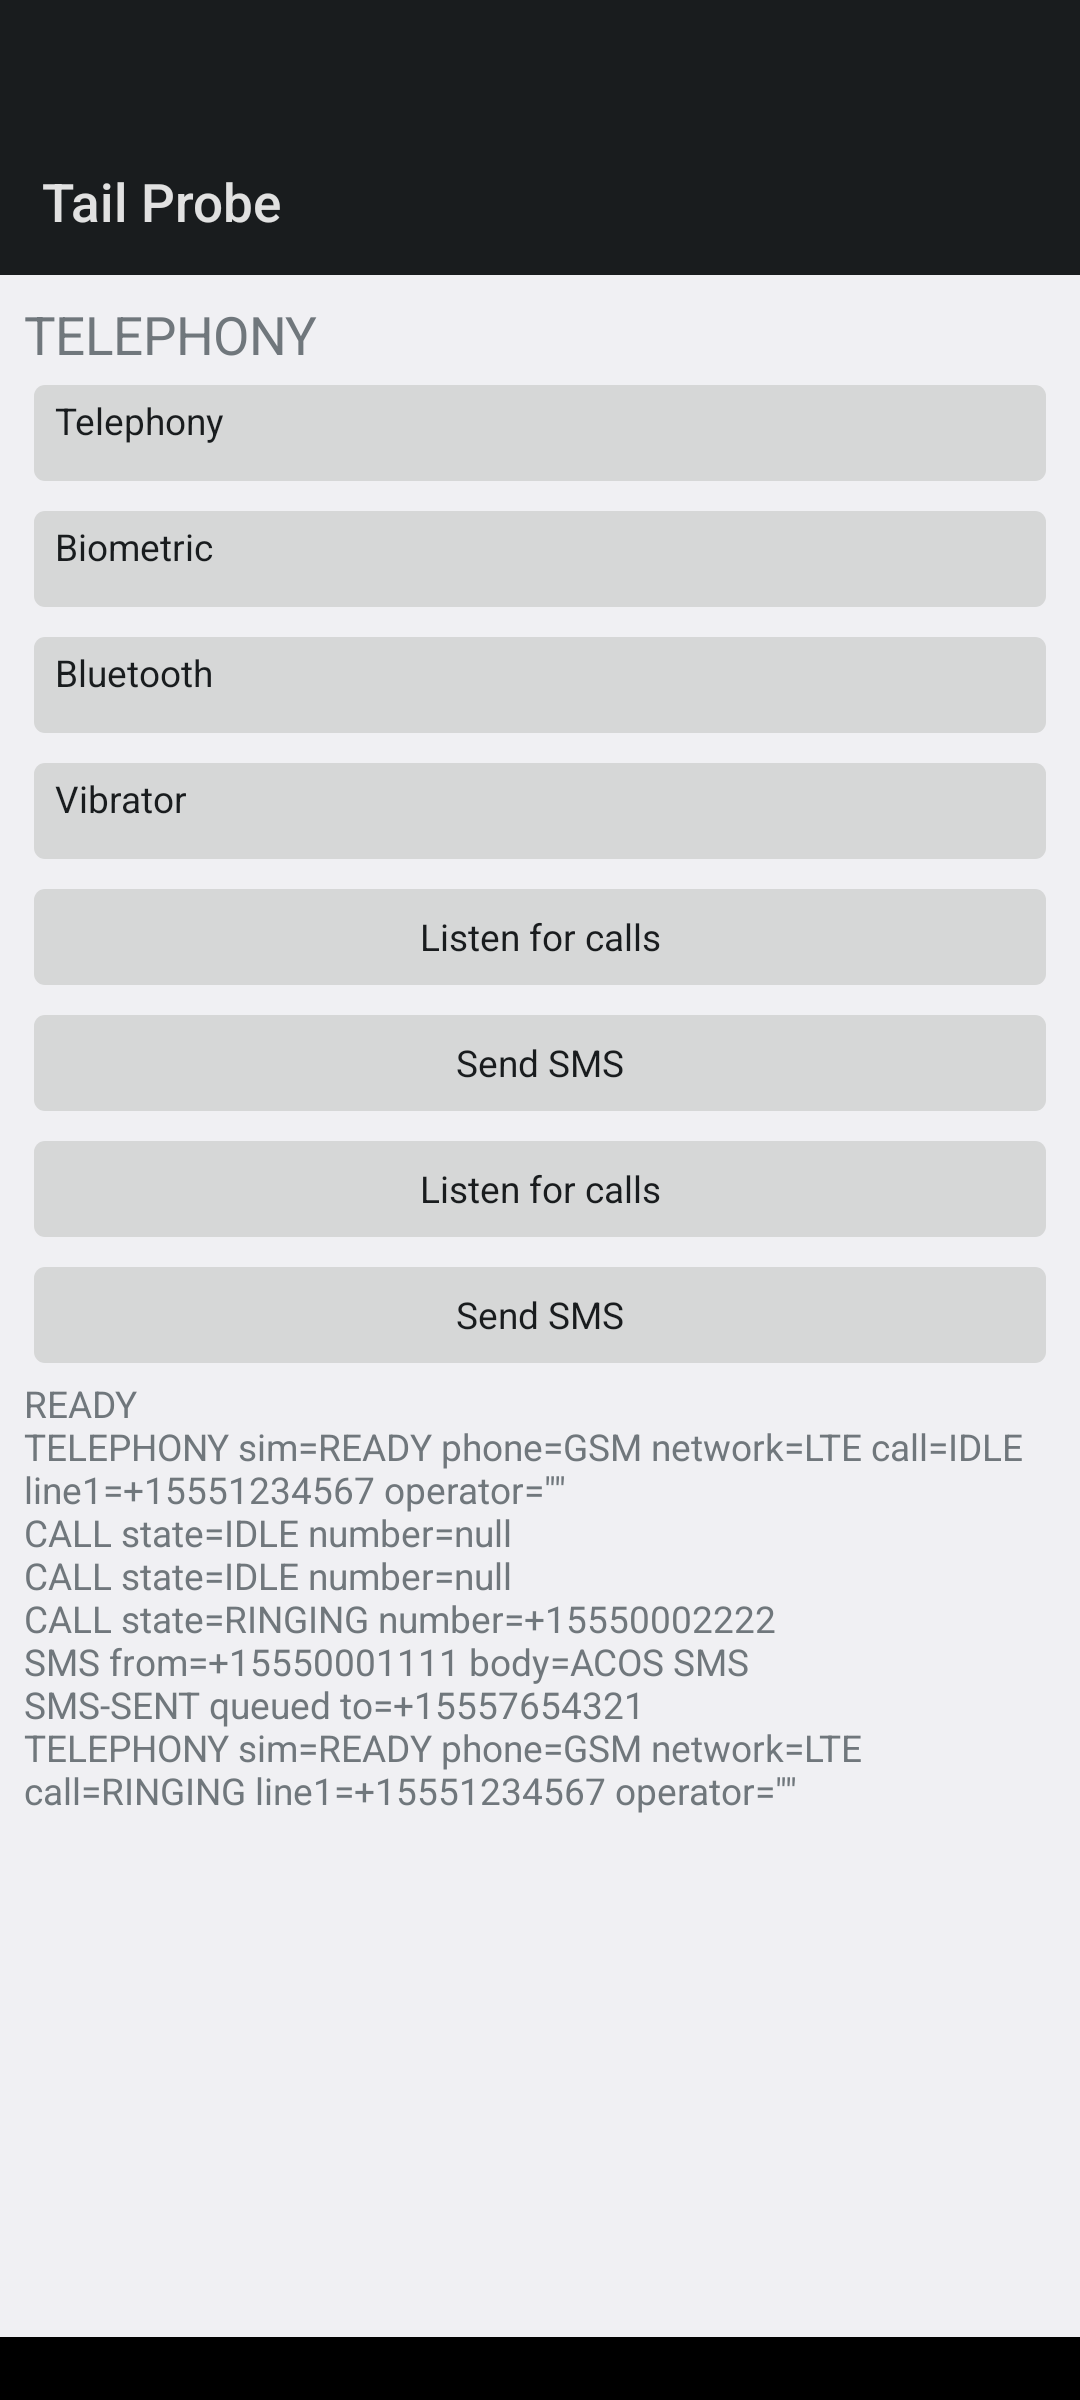 Tail Probe
TELEPHONY
Telephony
Biometric
Bluetooth
Vibrator
Listen for calls
Send SMS
Listen for calls
Send SMS
READY
TELEPHONY sim=READY phone=GSM network=LTE call=IDLE
line1=+15551234567 operator=""
CALL state=IDLE number=null
CALL state=IDLE number=null
CALL state=RINGING number=+15550002222
SMS from=+15550001111 body=ACOS SMS
SMS-SENT queued to=+15557654321
TELEPHONY sim=READY phone=GSM network=LTE
call=RINGING line1=+15551234567 operator=""